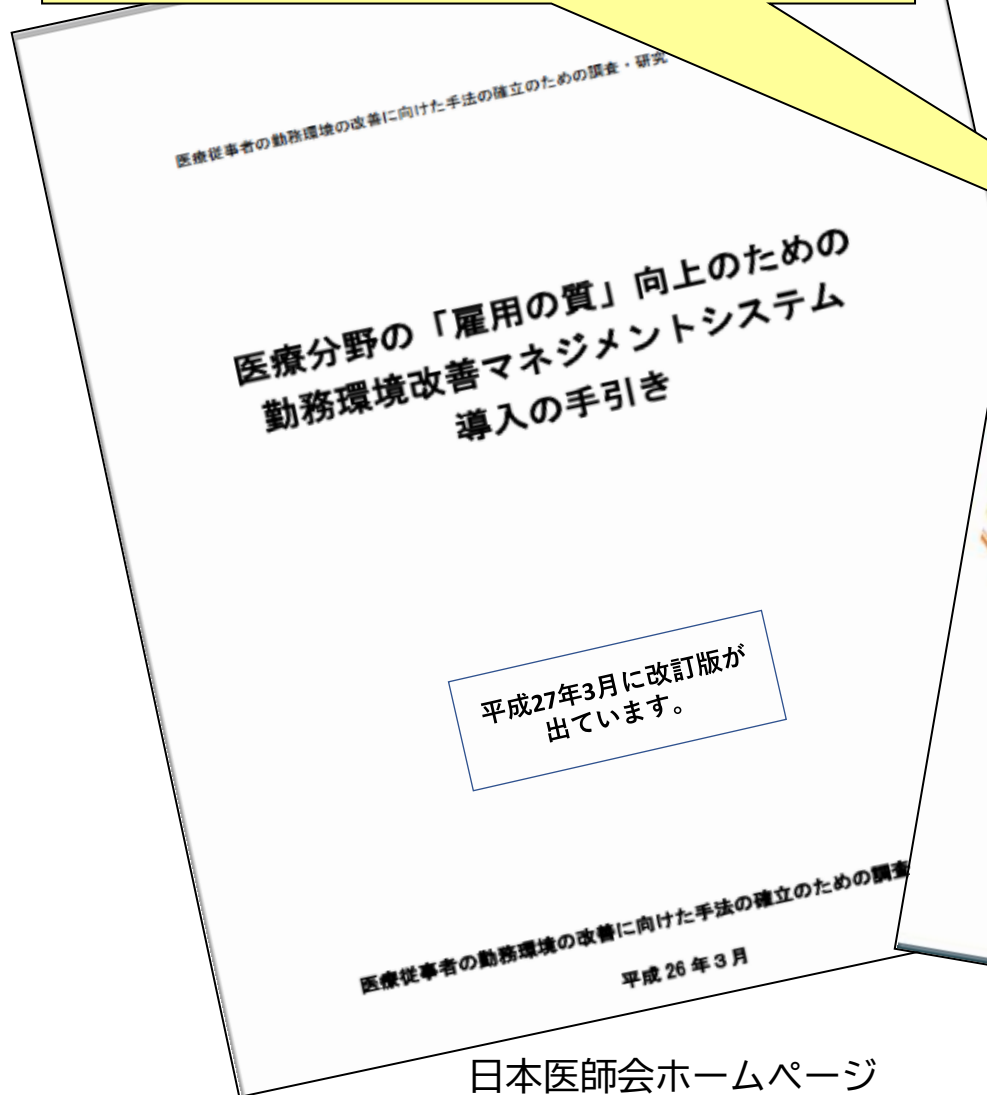 医療従事者の勤務環境の改善に向けた手法の確立のための調査・研究
医療分野の「雇用の質」向上のための
勤務環境改善マネジメントシステム
導入の手引き
平成27年3月に改訂版が
出ています。
医療従事者の勤務環境の改善に向けた手法の確立のための調査
平成 26 年３月
日本医師会ホームページ